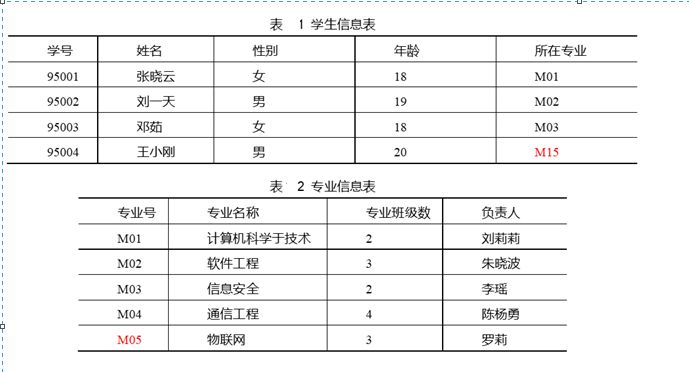 表 1 学生信息表
学号 姓名 性别 年龄 所在专业
95001 张晓云 女 18 M01
95002 刘一天 男 19 M02
95003 邓茹 女 18 M03
95004 王小刚 男 20 M15
表 2 专业信息表
专业号 专业名称 专业班级数 负责人
M01 计算机科学于技术 2 刘莉莉
M02 软件工程 3 朱晓波
M03 信息安全 2 李瑶
M04 通信工程 4 陈杨勇
M05 物联网 3 罗莉